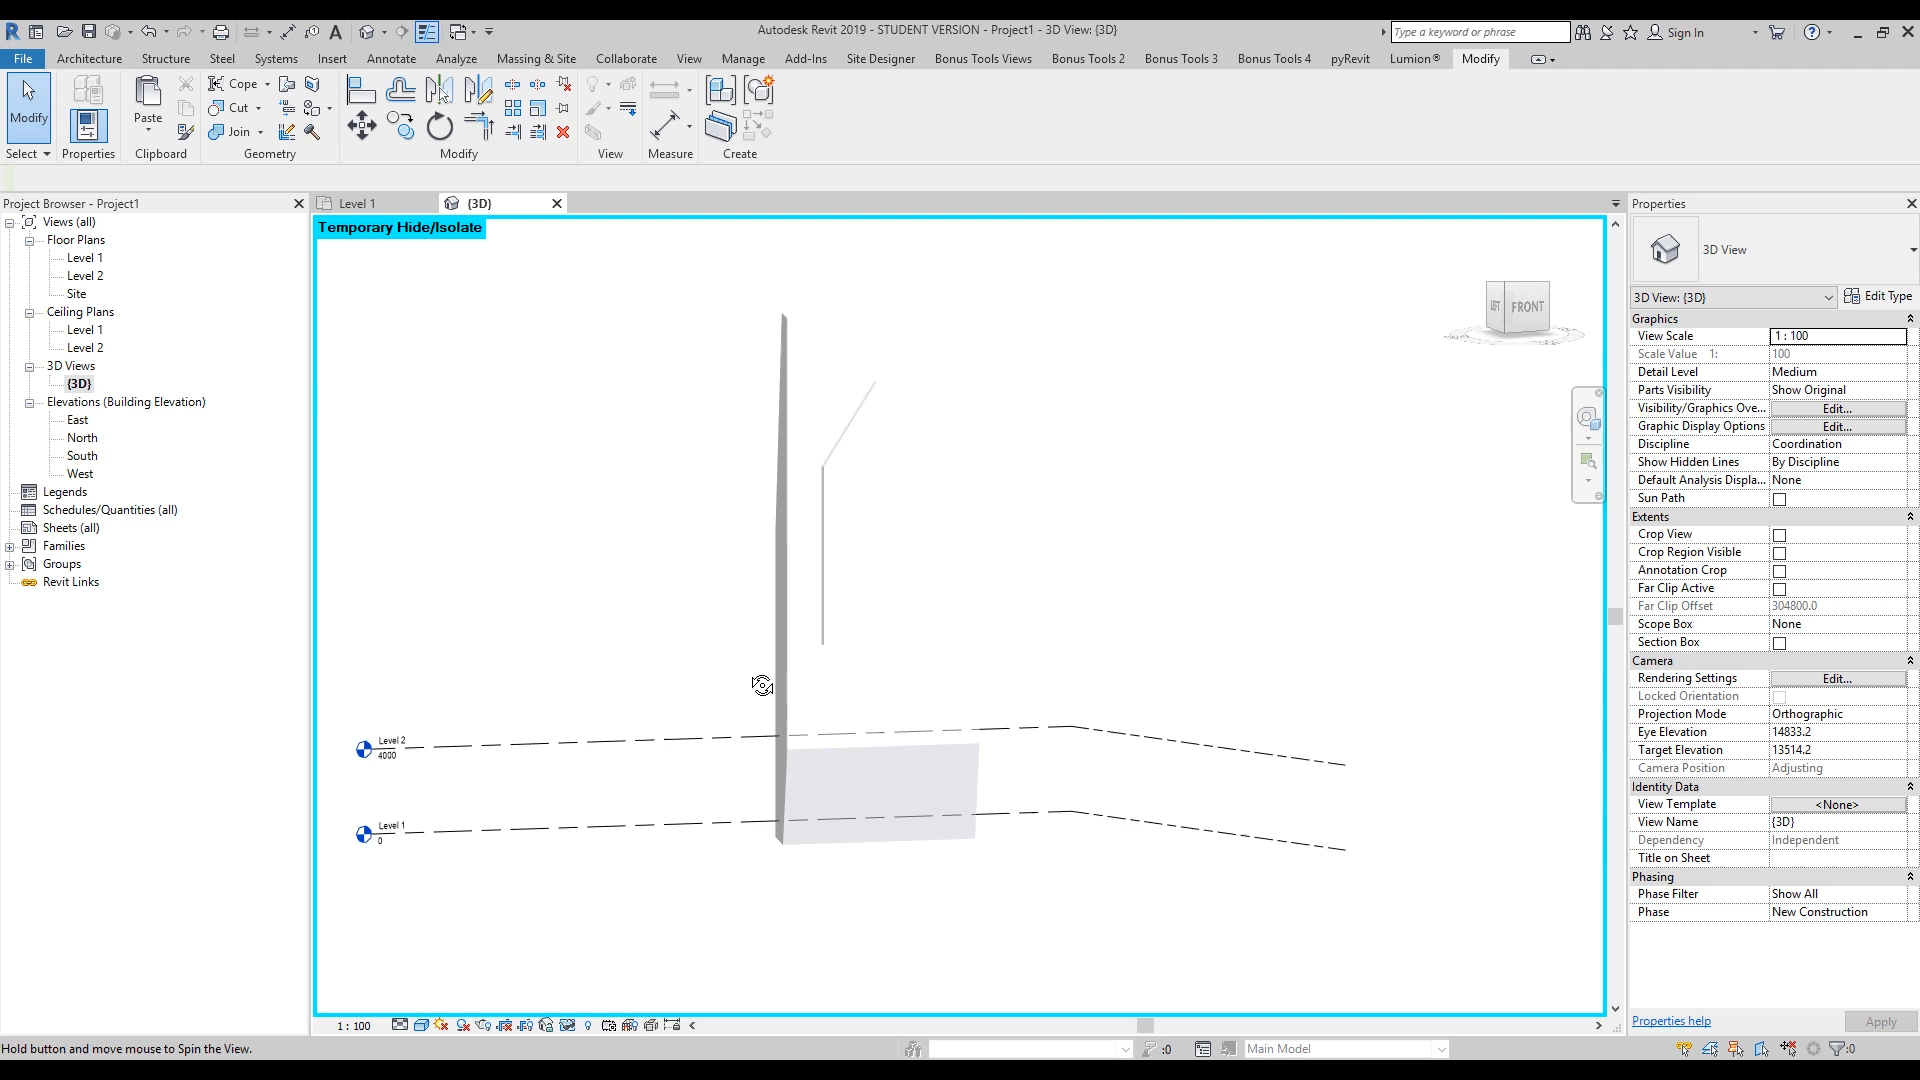 Autodesk Revit 2019 - STUDENT VERSION - Project1 - 3D View: {3D}
Type a keyword or phrase
Sign In
File Architecture Structure Steel Systems Insert Annotate Analyze Massing & Site Collaborate View Manage Add-Ins Site Designer Bonus Tools Views Bonus Tools 2 Bonus Tools 3 Bonus Tools 4 pyRevit Lumion® Modify
Modify
Paste
Cope
Cut
Join
Select Properties Clipboard Geometry Modify View Measure Create
Project Browser - Project1
Views (all)
Floor Plans
Level 1
Level 2
Site
Ceiling Plans
Level 1
Level 2
3D Views
{3D}
Elevations (Building Elevation)
East
North
South
West
Legends
Schedules/Quantities (all)
Sheets (all)
Families
Groups
Revit Links
Level 1
{3D}
Temporary Hide/Isolate
LEFT
FRONT
Level 2
4000
Level 1
0
1 : 100
Properties
3D View
3D View: {3D}
Edit Type
Graphics
View Scale 1 : 100
Scale Value 1: 100
Detail Level Medium
Parts Visibility Show Original
Visibility/Graphics Ove... Edit...
Graphic Display Options Edit...
Discipline Coordination
Show Hidden Lines By Discipline
Default Analysis Displa... None
Sun Path
Extents
Crop View
Crop Region Visible
Annotation Crop
Far Clip Active
Far Clip Offset 304800.0
Scope Box None
Section Box
Camera
Rendering Settings Edit...
Locked Orientation
Projection Mode Orthographic
Eye Elevation 14833.2
Target Elevation 13514.2
Camera Position Adjusting
Identity Data
View Template <None>
View Name {3D}
Dependency Independent
Title on Sheet
Phasing
Phase Filter Show All
Phase New Construction
Properties help
Apply
Hold button and move mouse to Spin the View.
:0
Main Model
:0